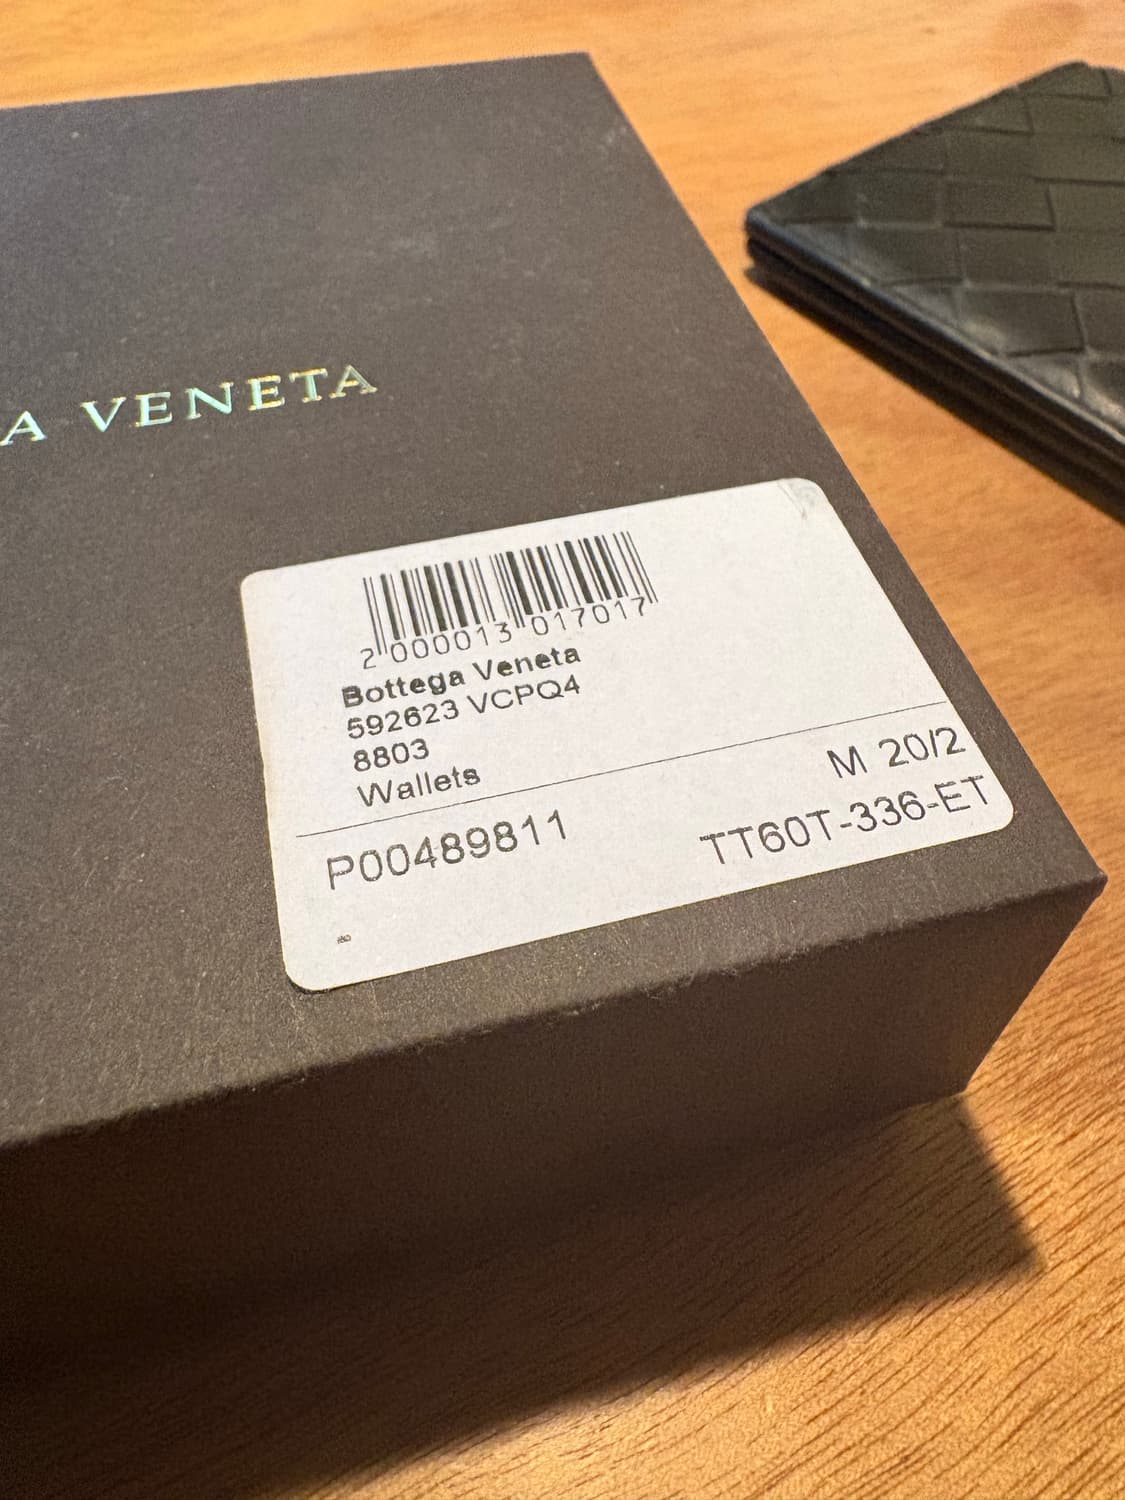 A VENETA
2 000013 017017
Bottega Veneta
592623 VCPQ4
8803
Wallets
M 20/2
P00489811
TT60T-336-ET